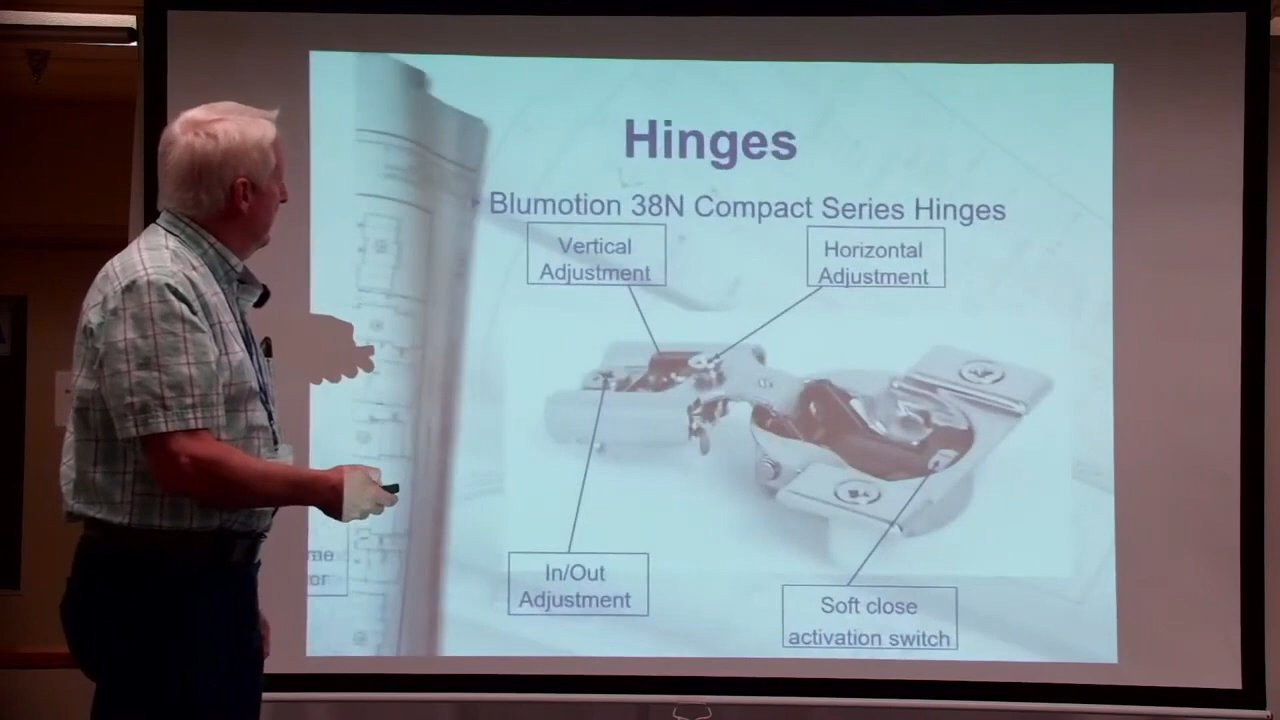 Hinges
Blumotion 38N Compact Series Hinges
Vertical
Adjustment
Horizontal
Adjustment
In/Out
Adjustment
Soft close
activation switch